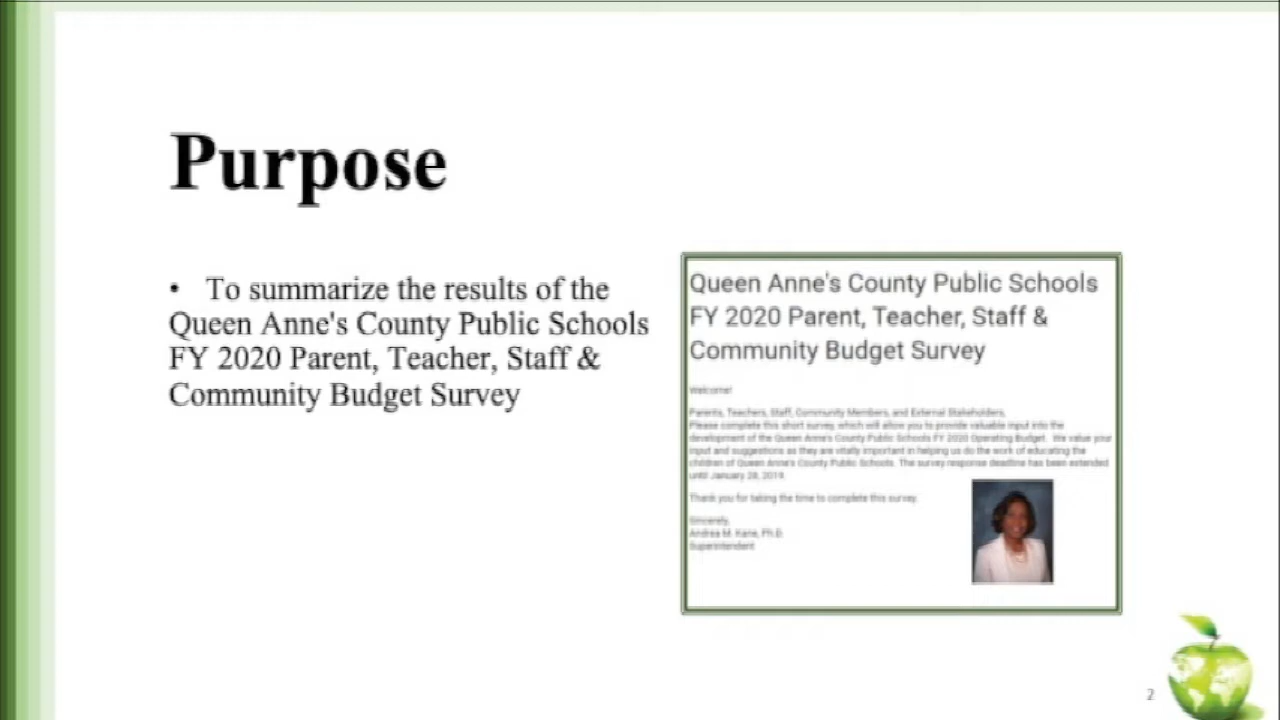 Purpose
• To summarize the results of the
Queen Anne's County Public Schools
FY 2020 Parent, Teacher, Staff &
Community Budget Survey
Queen Anne's County Public Schools
FY 2020 Parent, Teacher, Staff &
Community Budget Survey
Welcome!
Parents, Teachers, Staff, Community Members, and External Stakeholders,
Please complete this short survey, which will allow you to provide valuable input into the
development of the Queen Anne's County Public Schools FY 2020 Operating Budget. We value your
input and suggestions as they are vitally important in helping us do the work of educating the
children of Queen Anne's County Public Schools. The survey response deadline has been extended
until January 28, 2019.
Thank you for taking the time to complete this survey.
Sincerely,
Andrea M. Kane, Ph.D.
Superintendent
2